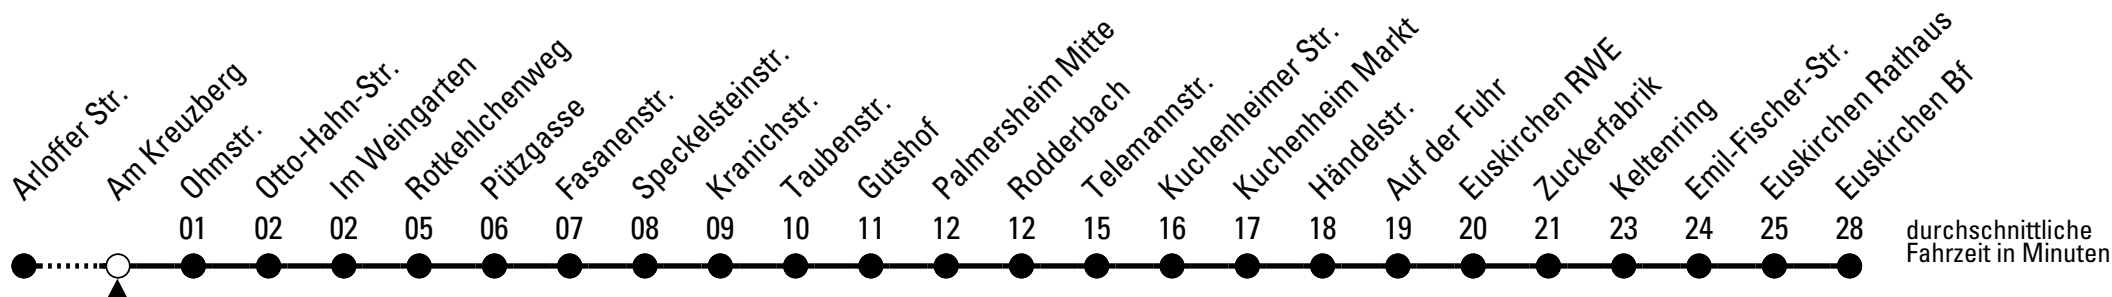 Arloffer Str.
Am Kreuzberg
Ohmstr.
Otto-Hahn-Str.
Im Weingarten
Rotkehlchenweg
Pützgasse
Fasanenstr.
Speckelsteinstr.
Kranichstr.
Taubenstr.
Gutshof
Palmersheim Mitte
Rodderbach
Telemannstr.
Kuchenheimer Str.
Kuchenheim Markt
Händelstr.
Auf der Fuhr
Euskirchen RWE
Zuckerfabrik
Keltenring
Emil-Fischer-Str.
Euskirchen Rathaus
Euskirchen Bf
01 02 02 05 06 07 08 09 10 11 12 12 15 16 17 18 19 20 21 23 24 25 28
durchschnittliche
Fahrzeit in Minuten